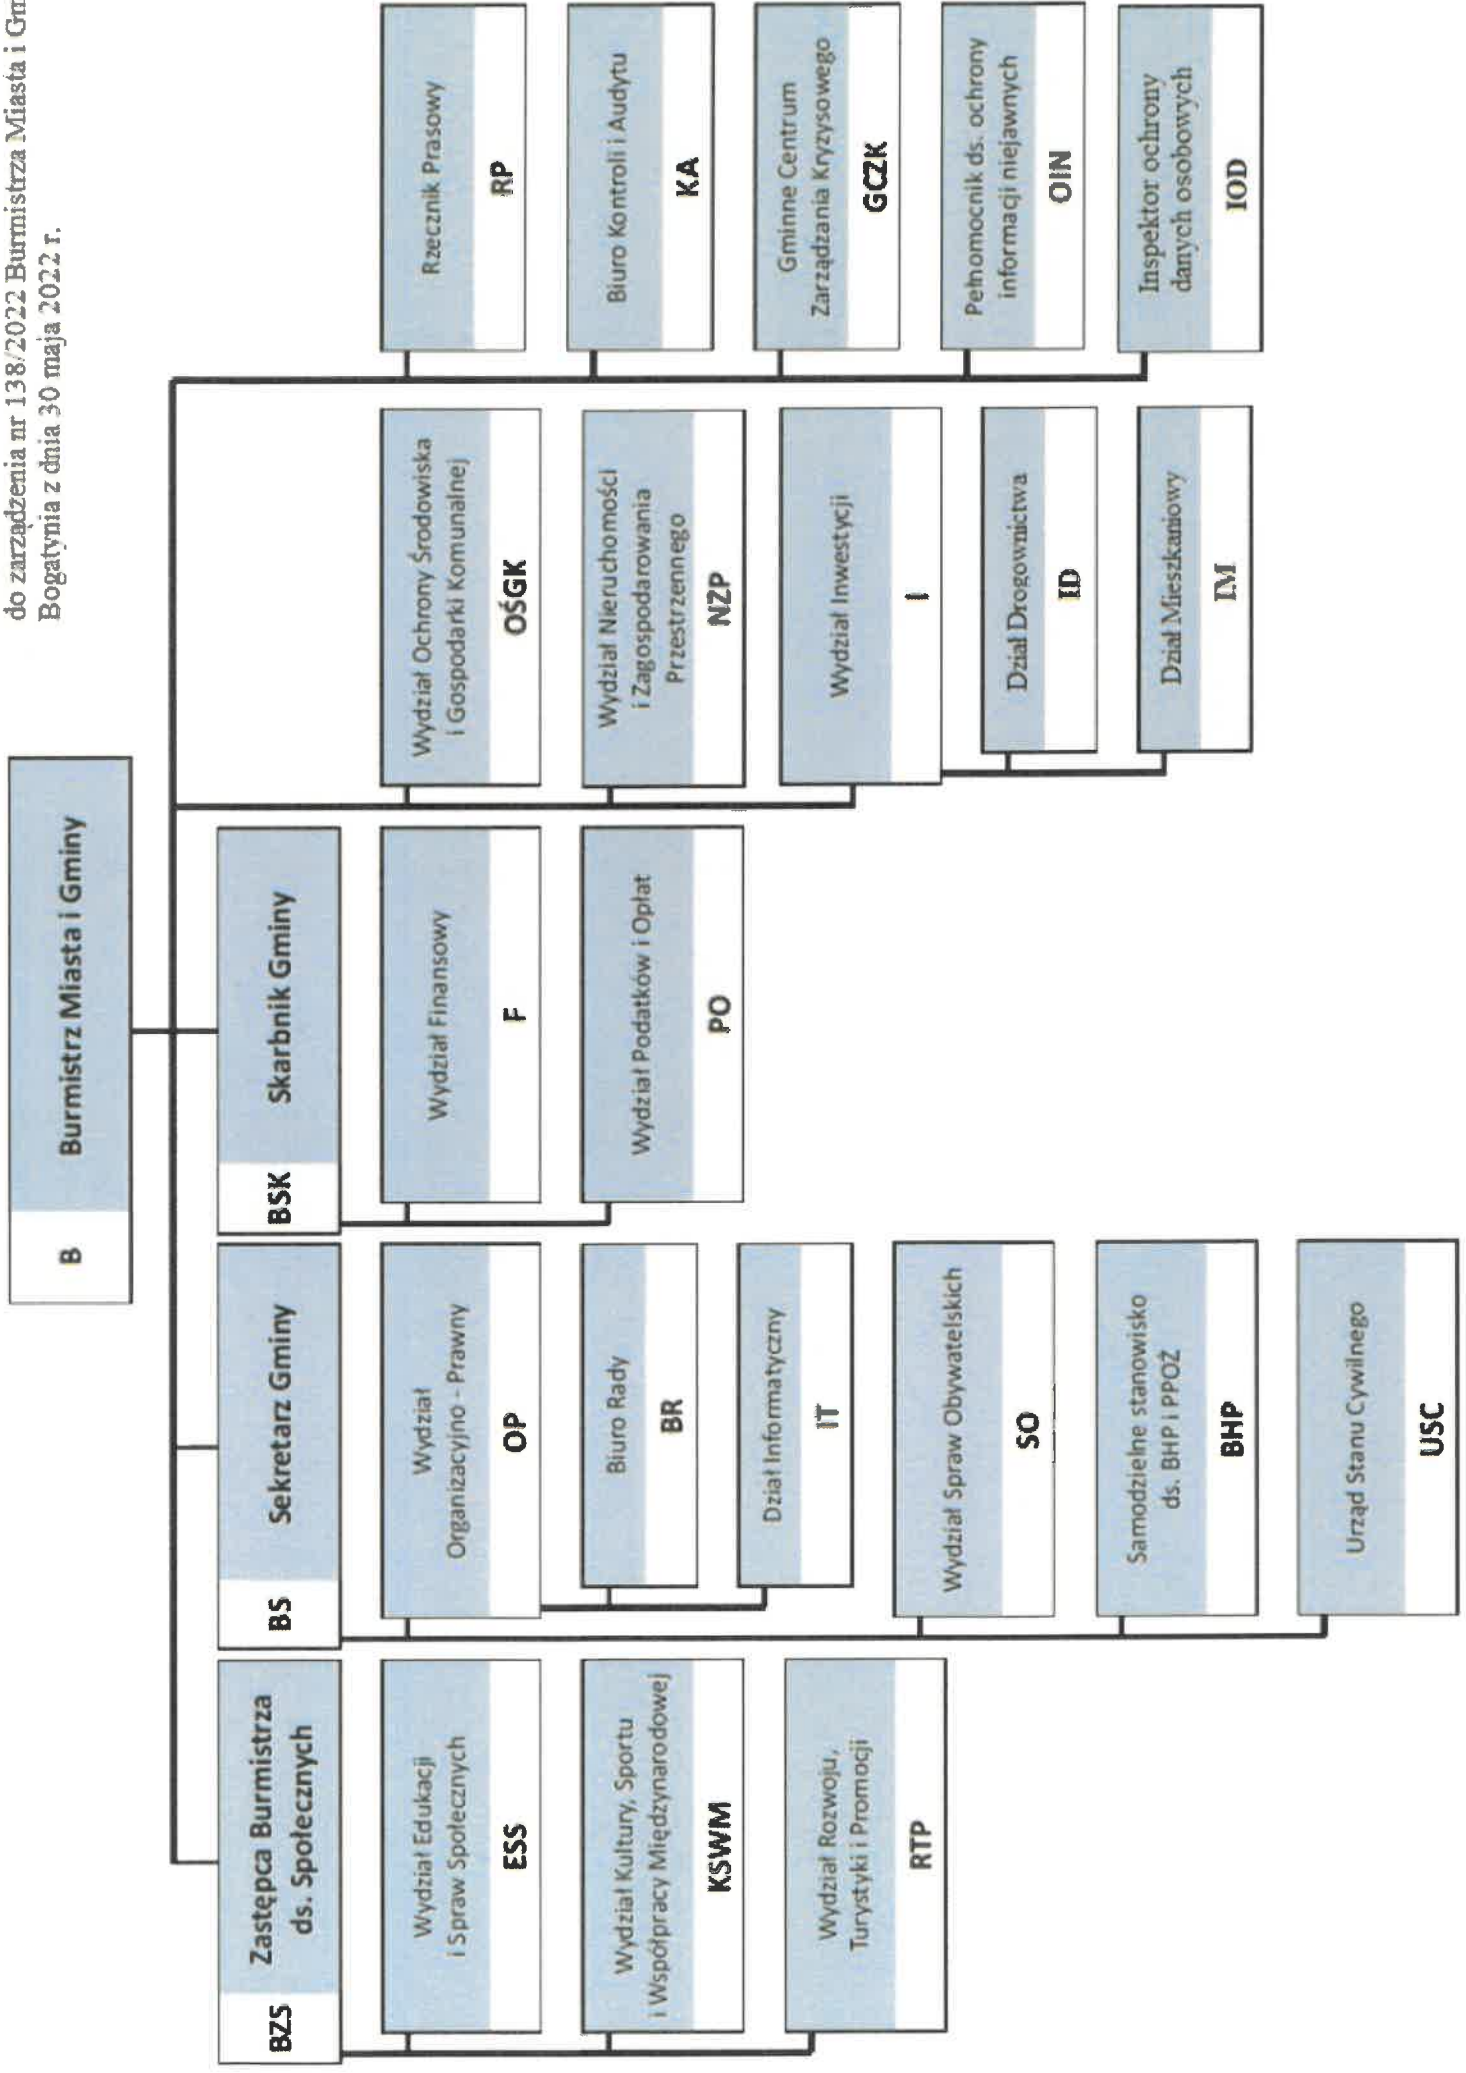 do zarządzenia nr 138/2022 Burmistrza Miasta i
Bogatynia z dnia 30 maja 2022 r.
B
Burmistrz Miasta i Gminy
BZS
Zastępca Burmistrza
ds. Społecznych
BS
Sekretarz Gminy
BSK
Skarbnik Gminy
Wydział Edukacji
i Spraw Społecznych
ESS
Wydział Kultury, Sportu
i Współpracy Międzynarodowej
KSWM
Wydział Rozwoju,
Turystyki i Promocji
RTP
Wydział
Organizacyjno - Prawny
OP
Biuro Rady
BR
Dział Informatyczny
IT
Wydział Spraw Obywatelskich
SO
Samodzielne stanowisko
ds. BHP i PPOŻ
BHP
Urząd Stanu Cywilnego
USC
Wydział Finansowy
F
Wydział Podatków i Opłat
PO
Wydział Ochrony Środowiska
i Gospodarki Komunalnej
OŚGK
Wydział Nieruchomości
i Zagospodarowania
Przestrzennego
NZP
Wydział Inwestycji
I
Dział Drogownictwa
ID
Dział Mieszkaniowy
IM
Rzecznik Prasowy
RP
Biuro Kontroli i Audytu
KA
Gminne Centrum
Zarządzania Kryzysowego
GCZK
Pełnomocnik ds. ochrony
informacji niejawnych
OIN
Inspektor ochrony
danych osobowych
IOD